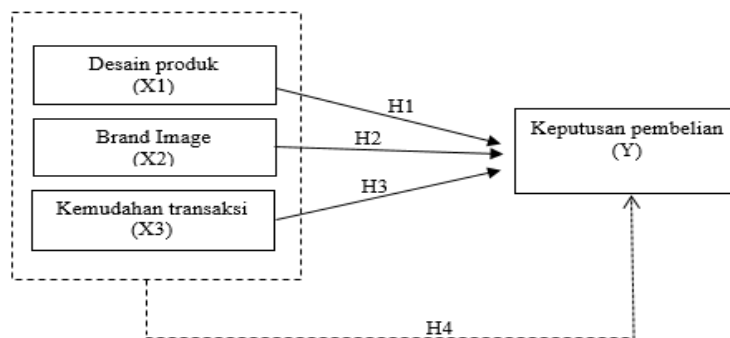 Desain produk
(X1)
H1
Brand Image
(X2)
H2
Keputusan pembelian
(Y)
Kemudahan transaksi
(X3)
H3
H4